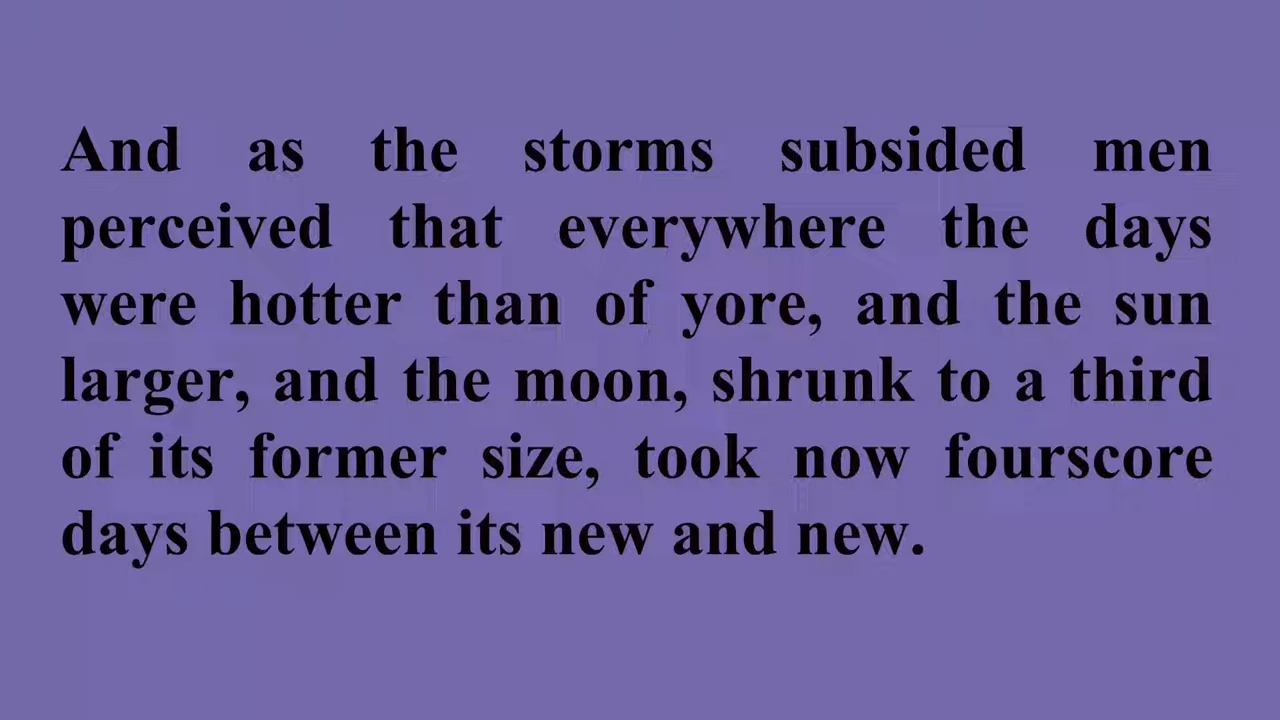 And as the storms subsided men
perceived that everywhere the days
were hotter than of yore, and the sun
larger, and the moon, shrunk to a third
of its former size, took now fourscore
days between its new and new.